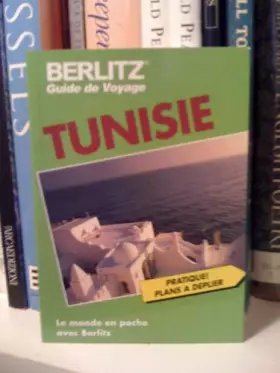 BERLITZ®
Guide de Voyage
TUNISIE
PRATIQUE!
PLANS A DEPLIER
Le monde en poche
avec Berlitz